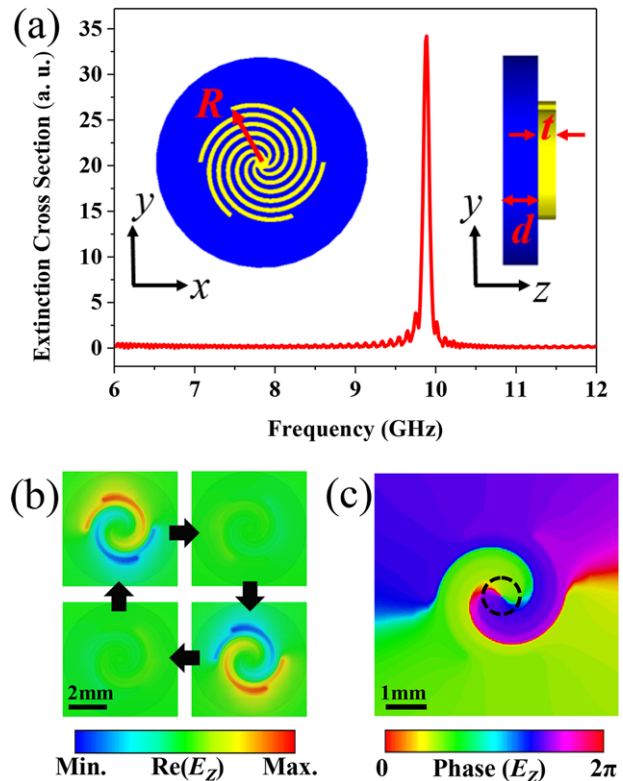 (a)
Extinction Cross Section (a. u.)
35
30
25
20
15
10
5
0
R
t
d
y
x
y
z
6
7
8
9
10
11
12
Frequency (GHz)
(b)
2mm
Min.
Re(E_Z)
Max.
(c)
1mm
0
Phase (E_Z)
2π